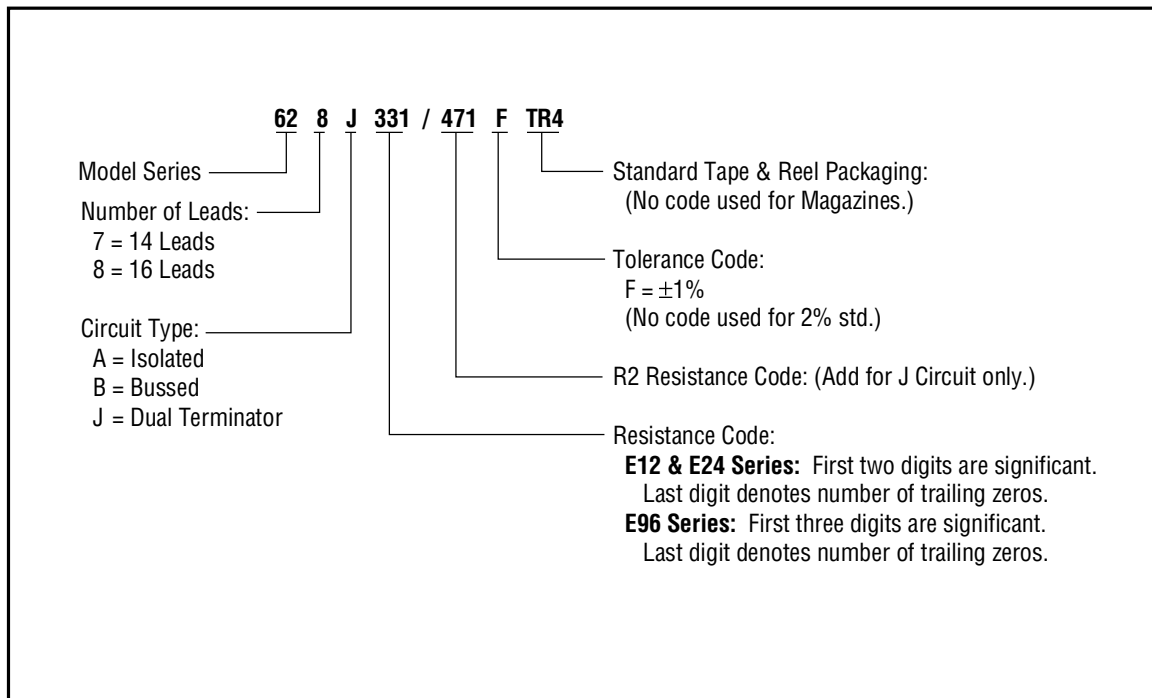 62 8 J 331 / 471 F TR4
Model Series
Number of Leads:
7 = 14 Leads
8 = 16 Leads
Circuit Type:
A = Isolated
B = Bussed
J = Dual Terminator
Standard Tape & Reel Packaging:
(No code used for Magazines.)
Tolerance Code:
F = ±1%
(No code used for 2% std.)
R2 Resistance Code: (Add for J Circuit only.)
Resistance Code:
E12 & E24 Series: First two digits are significant.
Last digit denotes number of trailing zeros.
E96 Series: First three digits are significant.
Last digit denotes number of trailing zeros.